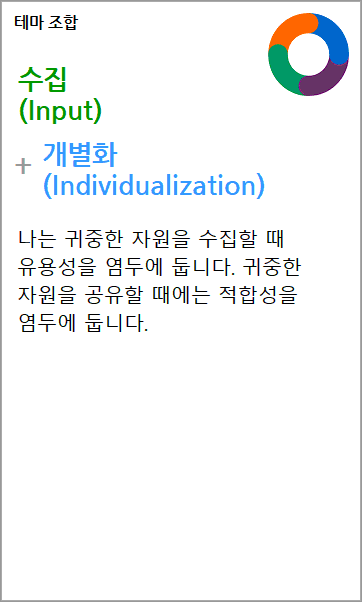 테마 조합
수집
(Input)
+ 개별화
(Individualization)
나는 귀중한 자원을 수집할 때
유용성을 염두에 둡니다. 귀중한
자원을 공유할 때에는 적합성을
염두에 둡니다.